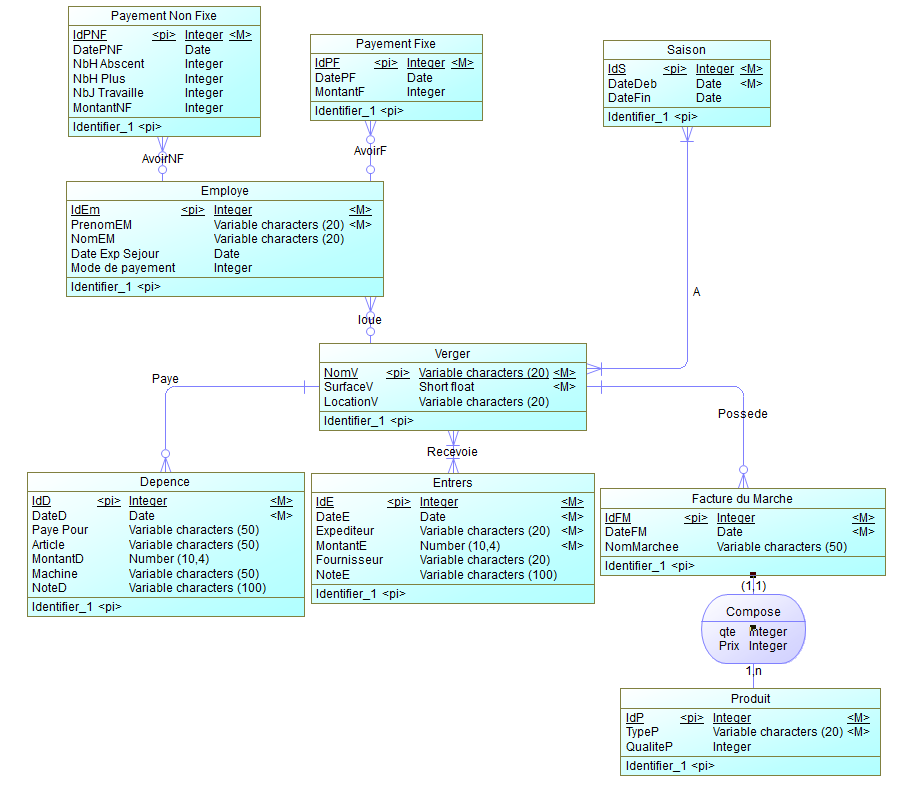 Payement Non Fixe
IdPNF <pi> Integer <M>
DatePNF Date
NbH Abscent Integer
NbH Plus Integer
NbJ Travaille Integer
MontantNF Integer
Identifier_1 <pi>
Payement Fixe
IdPF <pi> Integer <M>
DatePF Date
MontantF Integer
Identifier_1 <pi>
Saison
IdS <pi> Integer <M>
DateDeb Date <M>
DateFin Date
Identifier_1 <pi>
AvoirNF
AvoirF
Employe
IdEm <pi> Integer <M>
PrenomEM Variable characters (20) <M>
NomEM Variable characters (20)
Date Exp Sejour Date
Mode de payement Integer
Identifier_1 <pi>
A
loue
Verger
NomV <pi> Variable characters (20) <M>
SurfaceV Short float <M>
LocationV Variable characters (20)
Identifier_1 <pi>
Paye
Possede
Recevoie
Depence
IdD <pi> Integer <M>
DateD Date <M>
Paye Pour Variable characters (50)
Article Variable characters (50)
MontantD Number (10,4)
Machine Variable characters (50)
NoteD Variable characters (100)
Identifier_1 <pi>
Entrers
IdE <pi> Integer <M>
DateE Date <M>
Expediteur Variable characters (20) <M>
MontantE Number (10,4) <M>
Fournisseur Variable characters (20)
NoteE Variable characters (100)
Identifier_1 <pi>
Facture du Marche
IdFM <pi> Integer <M>
DateFM Date <M>
NomMarchee Variable characters (50)
Identifier_1 <pi>
(1,1)
Compose
qte Integer
Prix Integer
1,n
Produit
IdP <pi> Integer <M>
TypeP Variable characters (20) <M>
QualiteP Integer
Identifier_1 <pi>